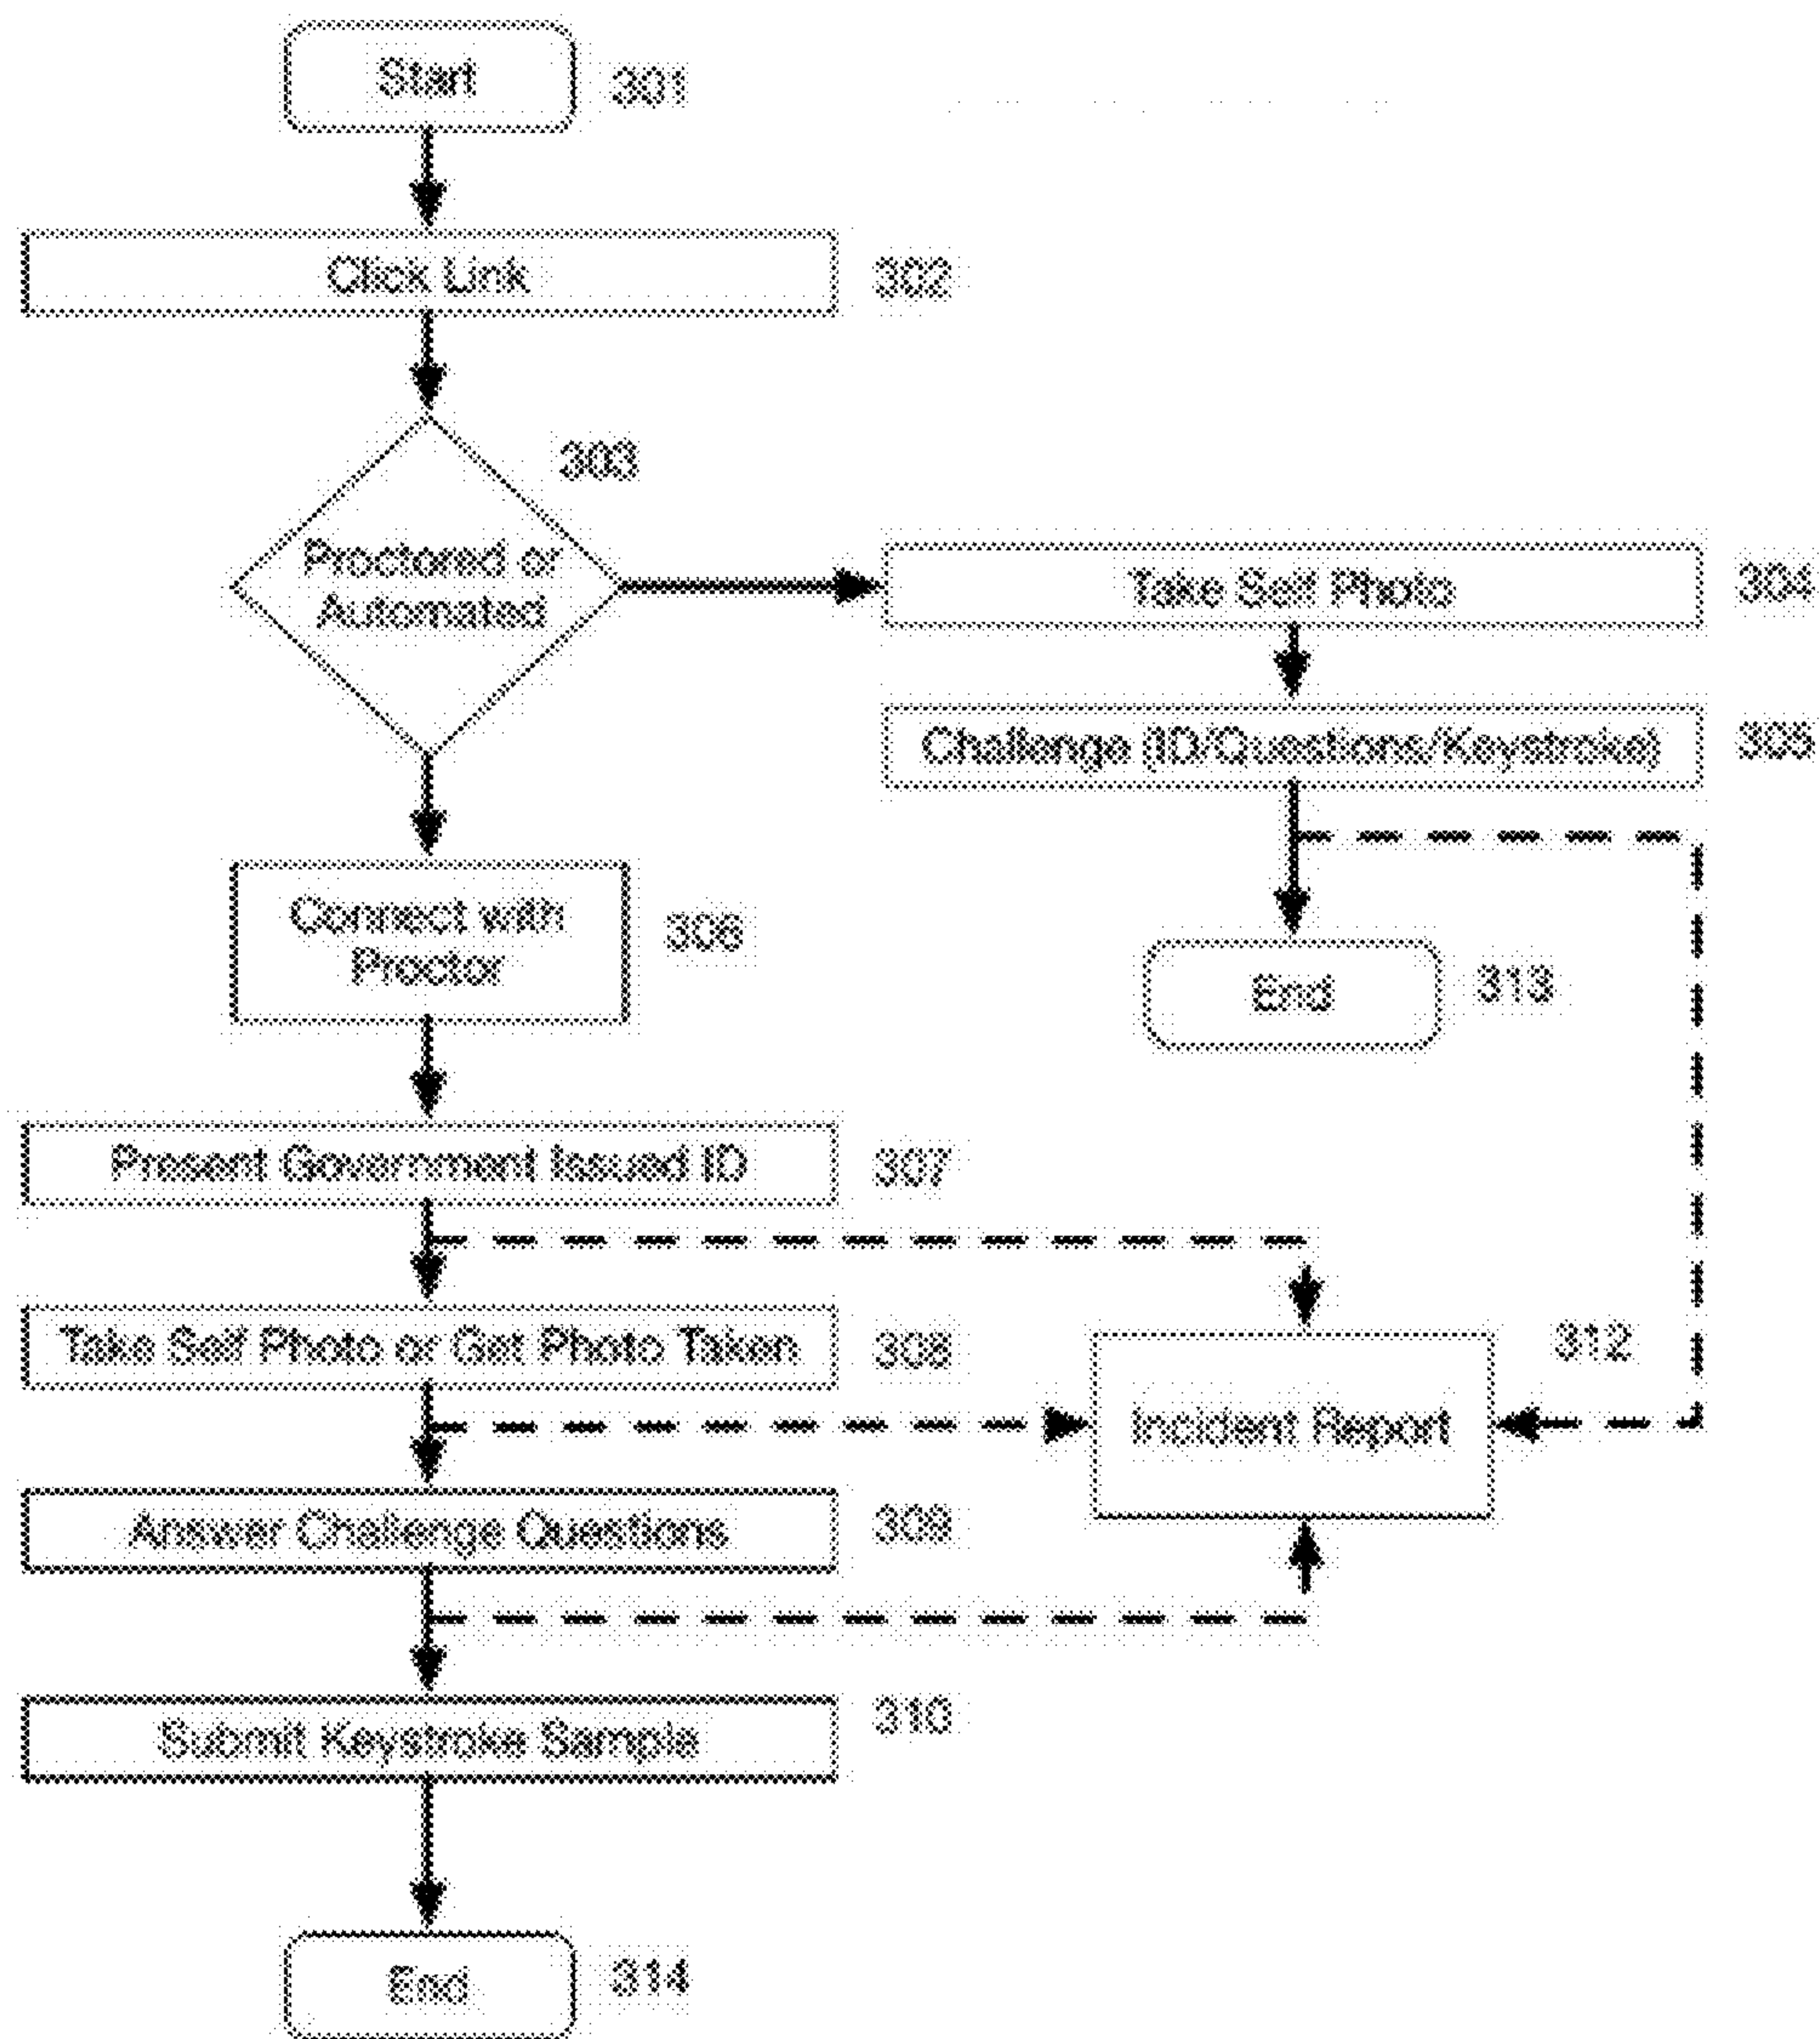 Start
301
Click Link
302
303
Proctored or
Automated
Take Self Photo
304
Challenge (ID/Questions/Keystroke)
305
Connect with
Proctor
306
End
313
Present Government Issued ID
307
Take Self Photo or Get Photo Taken
308
312
Incident Report
Answer Challenge Questions
309
Submit Keystroke Sample
310
End
314